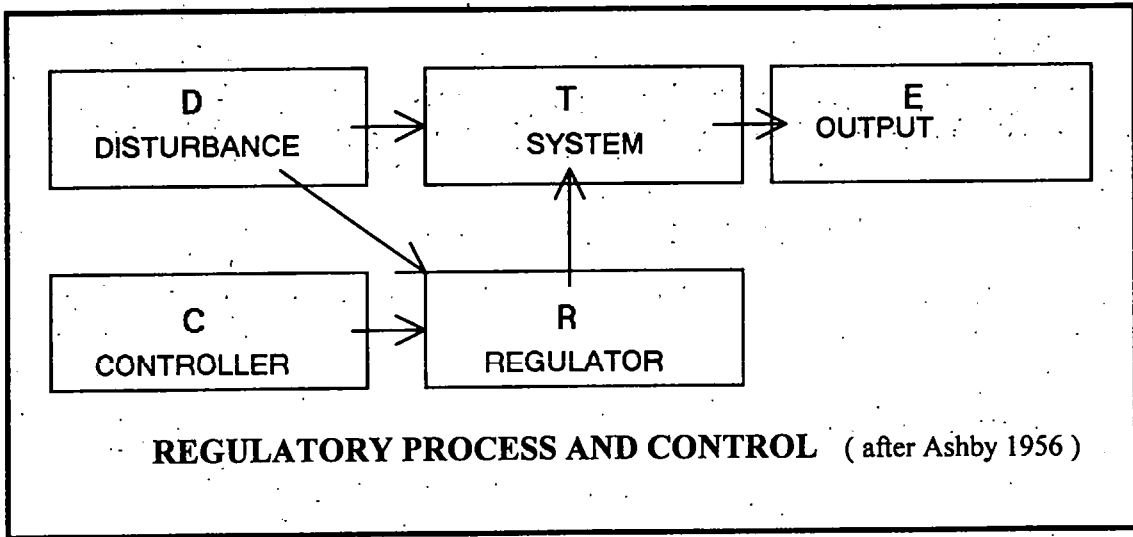 D
DISTURBANCE
T
SYSTEM
E
OUTPUT
C
CONTROLLER
R
REGULATOR
REGULATORY PROCESS AND CONTROL ( after Ashby 1956 )